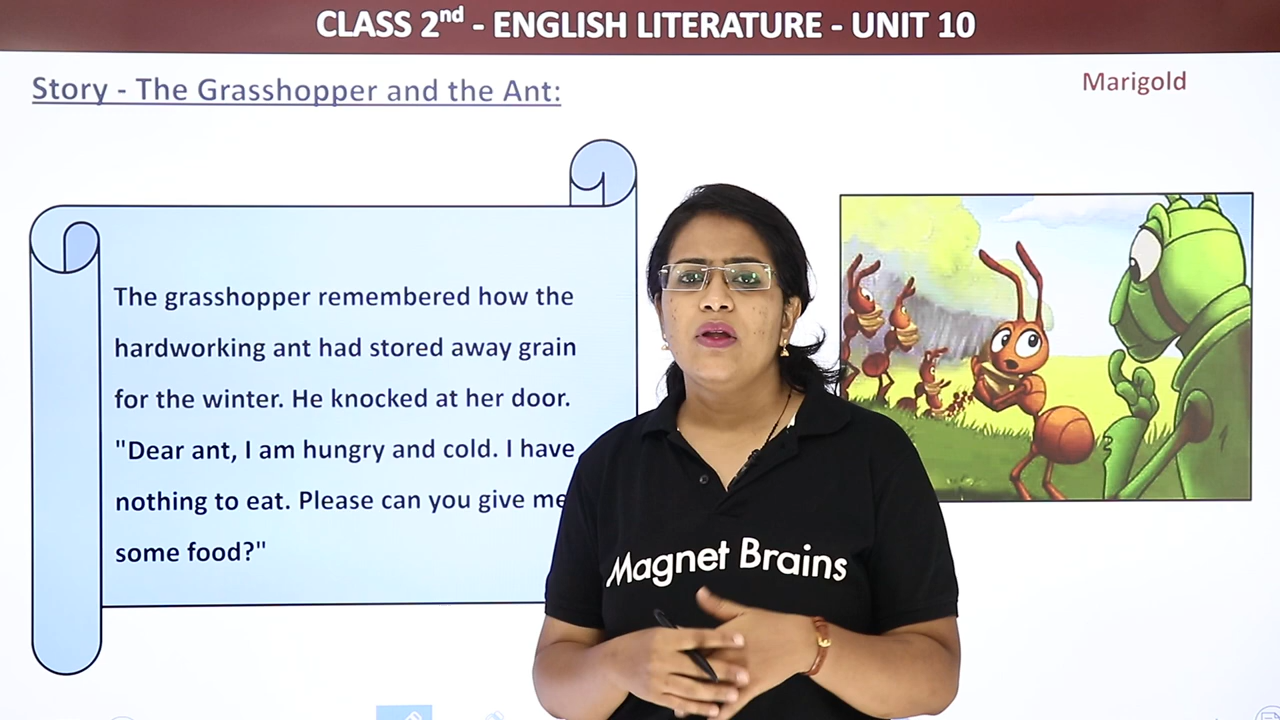 CLASS 2nd - ENGLISH LITERATURE - UNIT 10
Story - The Grasshopper and the Ant:
Marigold
The grasshopper remembered how the
hardworking ant had stored away grain
for the winter. He knocked at her door.
"Dear ant, I am hungry and cold. I have
nothing to eat. Please can you give me
some food?"
Magnet Brains